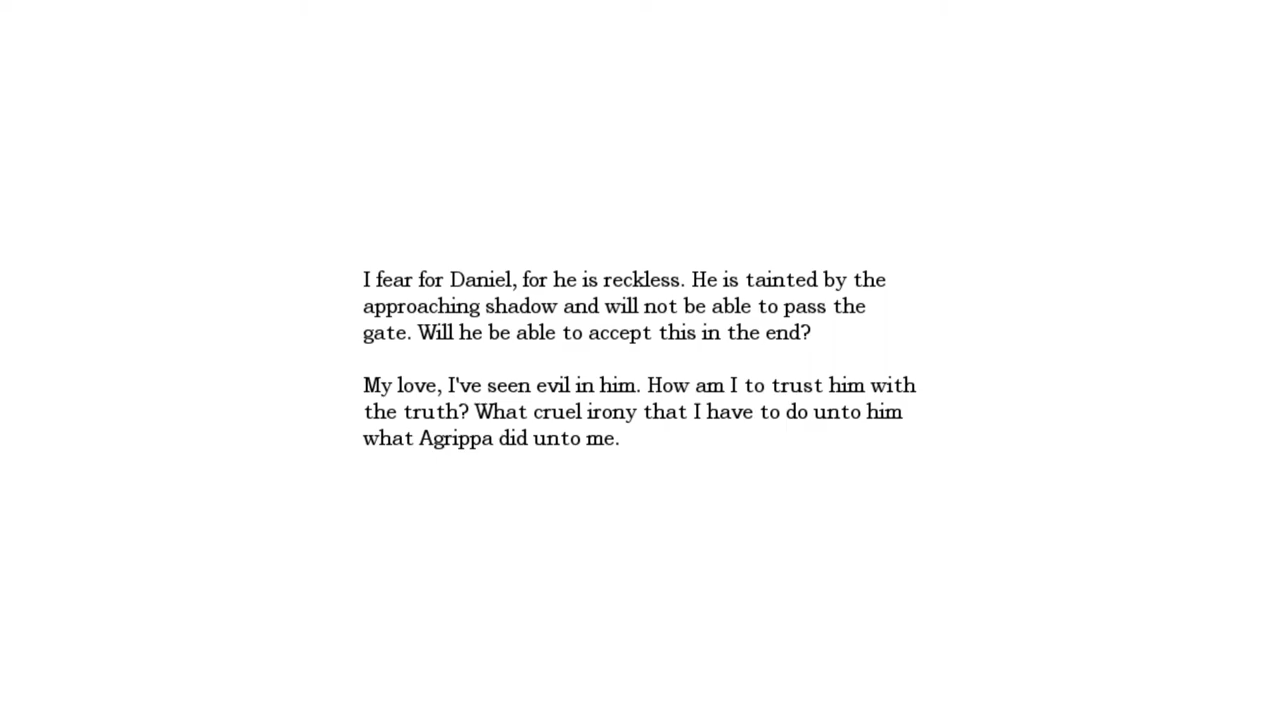 I fear for Daniel, for he is reckless. He is tainted by the
approaching shadow and will not be able to pass the
gate. Will he be able to accept this in the end?
My love, I've seen evil in him. How am I to trust him with
the truth? What cruel irony that I have to do unto him
what Agrippa did unto me.